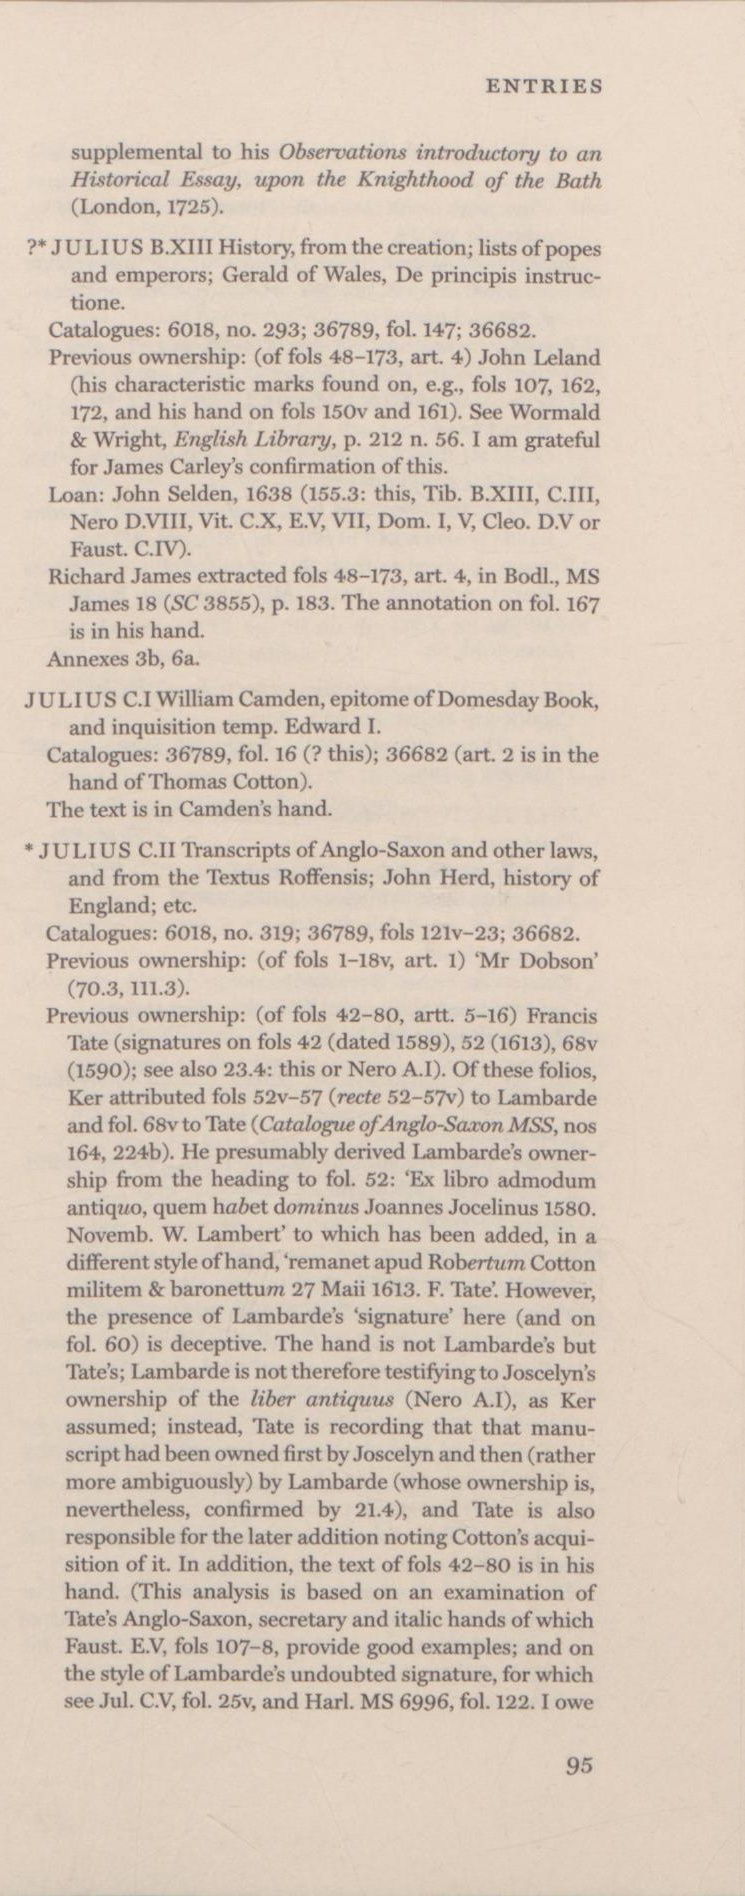 ENTRIES
supplemental to his Observations introductory to an
Historical Essay, upon the Knighthood of the Bath
(London, 1725).
?* JULIUS B.XIII History, from the creation; lists of popes
and emperors; Gerald of Wales, De principis instruc-
tione.
Catalogues: 6018, no. 293; 36789, fol. 147; 36682.
Previous ownership: (of fols 48–173, art. 4) John Leland
(his characteristic marks found on, e.g., fols 107, 162,
172, and his hand on fols 150v and 161). See Wormald
& Wright, English Library, p. 212 n. 56. I am grateful
for James Carley's confirmation of this.
Loan: John Selden, 1638 (155.3: this, Tib. B.XIII, C.III,
Nero D.VIII, Vit. C.X, E.V, VII, Dom. I, V, Cleo. D.V or
Faust. C.IV).
Richard James extracted fols 48–173, art. 4, in Bodl., MS
James 18 (SC 3855), p. 183. The annotation on fol. 167
is in his hand.
Annexes 3b, 6a.
JULIUS C.I William Camden, epitome of Domesday Book,
and inquisition temp. Edward I.
Catalogues: 36789, fol. 16 (? this); 36682 (art. 2 is in the
hand of Thomas Cotton).
The text is in Camden's hand.
* JULIUS C.II Transcripts of Anglo-Saxon and other laws,
and from the Textus Roffensis; John Herd, history of
England; etc.
Catalogues: 6018, no. 319; 36789, fols 121v–23; 36682.
Previous ownership: (of fols 1–18v, art. 1) 'Mr Dobson'
(70.3, 111.3).
Previous ownership: (of fols 42–80, artt. 5–16) Francis
Tate (signatures on fols 42 (dated 1589), 52 (1613), 68v
(1590); see also 23.4: this or Nero A.I). Of these folios,
Ker attributed fols 52v–57 (recte 52–57v) to Lambarde
and fol. 68v to Tate (Catalogue of Anglo-Saxon MSS, nos
164, 224b). He presumably derived Lambarde's owner-
ship from the heading to fol. 52: 'Ex libro admodum
antiquo, quem habet dominus Joannes Jocelinus 1580.
Novemb. W. Lambert' to which has been added, in a
different style of hand, 'remanet apud Robertum Cotton
militem & baronettum 27 Maii 1613. F. Tate'. However,
the presence of Lambarde's 'signature' here (and on
fol. 60) is deceptive. The hand is not Lambarde's but
Tate's; Lambarde is not therefore testifying to Joscelyn's
ownership of the liber antiquus (Nero A.I), as Ker
assumed; instead, Tate is recording that that manu-
script had been owned first by Joscelyn and then (rather
more ambiguously) by Lambarde (whose ownership is,
nevertheless, confirmed by 21.4), and Tate is also
responsible for the later addition noting Cotton's acqui-
sition of it. In addition, the text of fols 42–80 is in his
hand. (This analysis is based on an examination of
Tate's Anglo-Saxon, secretary and italic hands of which
Faust. E.V, fols 107–8, provide good examples; and on
the style of Lambarde's undoubted signature, for which
see Jul. C.V, fol. 25v, and Harl. MS 6996, fol. 122. I owe
95